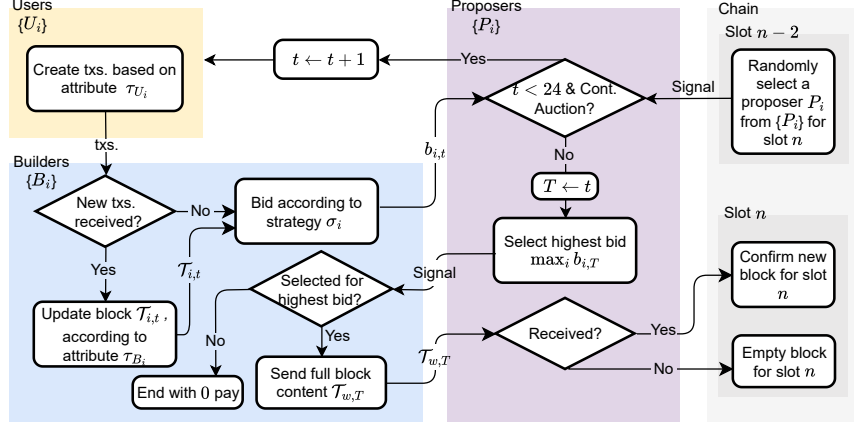 Users
{U_i}
Create txs. based on
attribute τ_{U_i}
txs.
t ← t + 1
Yes
Proposers
{P_i}
t < 24 & Cont.
Auction?
Signal
Chain
Slot n − 2
Randomly
select a
proposer P_i
from {P_i} for
slot n
Builders
{B_i}
New txs.
received?
No
Bid according to
strategy σ_i
b_{i,t}
No
T ← t
Select highest bid
max_i b_{i,T}
Signal
Yes
𝒯_{i,t}
Update block 𝒯_{i,t} ,
according to
attribute τ_{B_i}
Selected for
highest bid?
No
Yes
End with 0 pay
Send full block
content 𝒯_{w,T}
𝒯_{w,T}
Received?
Yes
No
Slot n
Confirm new
block for slot
n
Empty block
for slot n